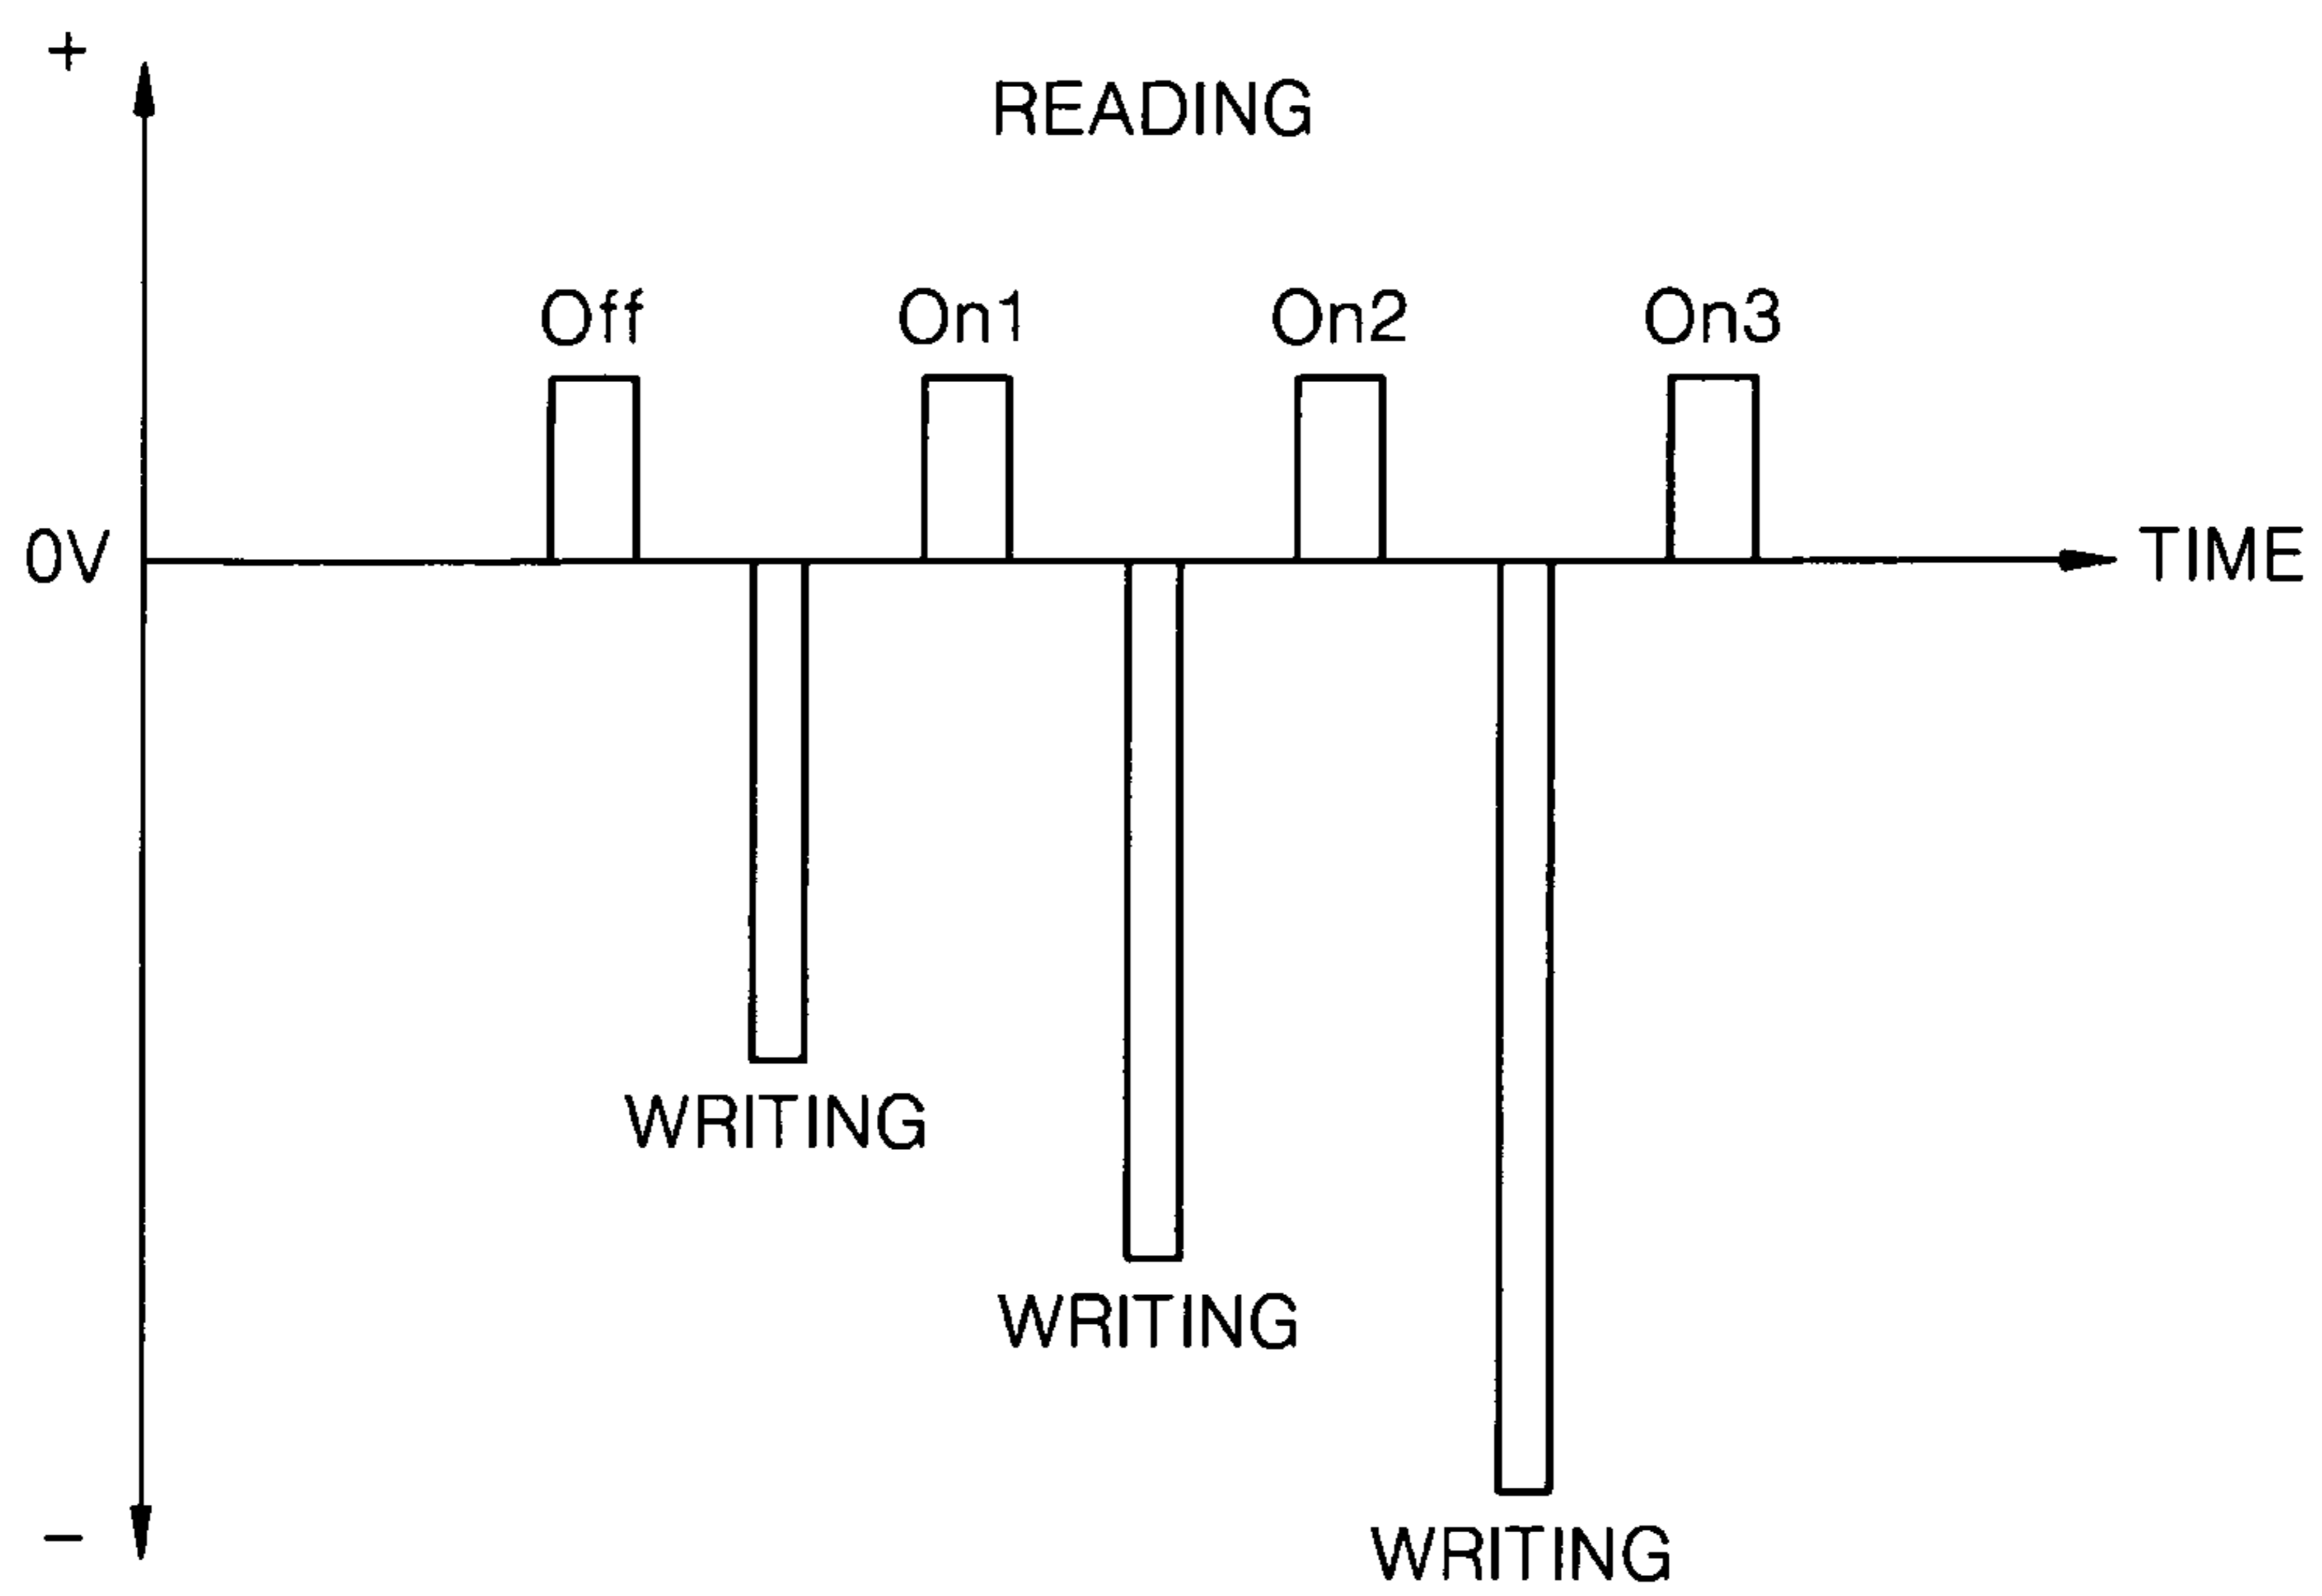 +
READING
Off On1 On2 On3
0V TIME
WRITING
WRITING
−
WRITING